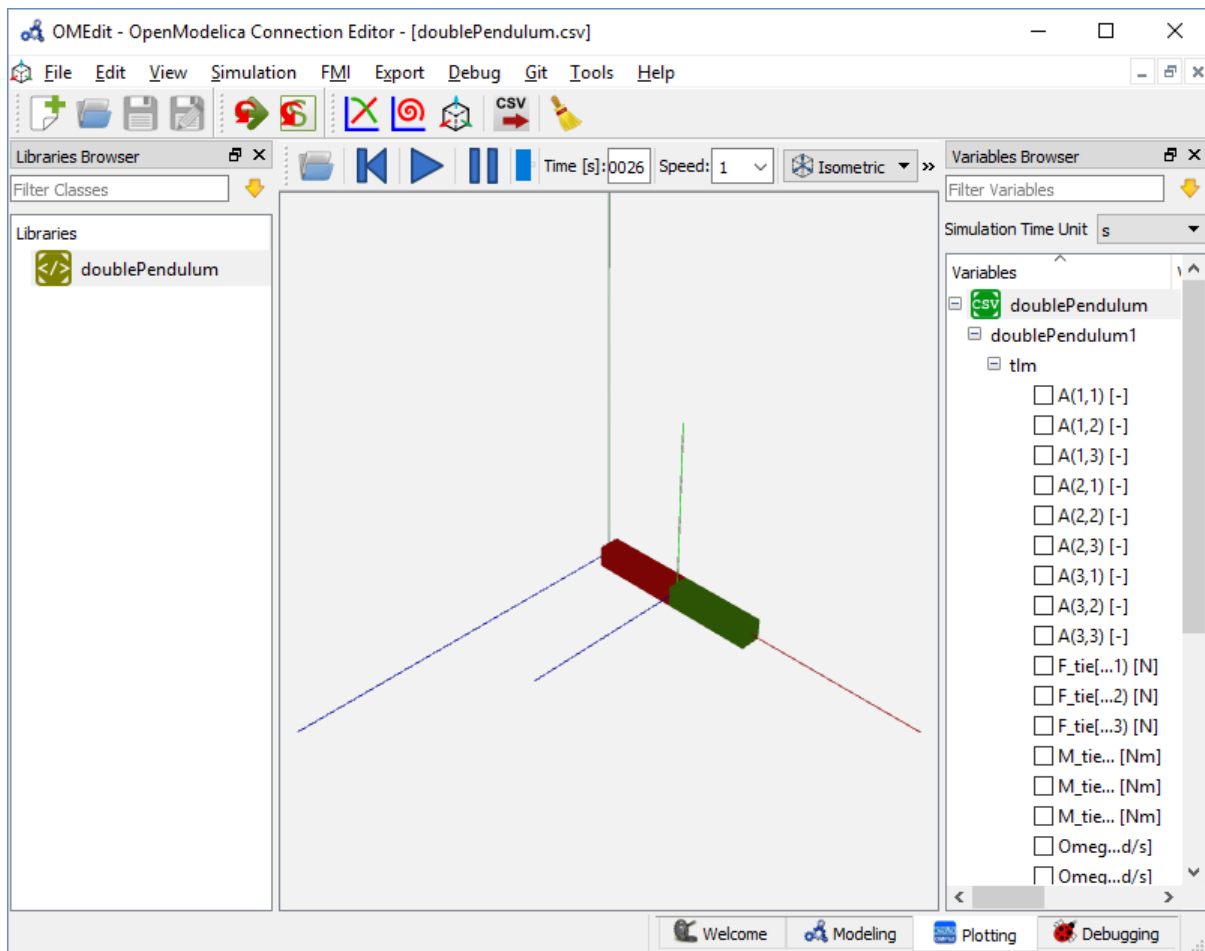 OMEdit - OpenModelica Connection Editor - [doublePendulum.csv]
File Edit View Simulation FMI Export Debug Git Tools Help
CSV
Libraries Browser
Filter Classes
Libraries
</> doublePendulum
Time [s]: 0026 Speed: 1 Isometric »
Variables Browser
Filter Variables
Simulation Time Unit s
Variables
CSV doublePendulum
doublePendulum1
tlm
A(1,1) [-]
A(1,2) [-]
A(1,3) [-]
A(2,1) [-]
A(2,2) [-]
A(2,3) [-]
A(3,1) [-]
A(3,2) [-]
A(3,3) [-]
F_tie[...1) [N]
F_tie[...2) [N]
F_tie[...3) [N]
M_tie... [Nm]
M_tie... [Nm]
M_tie... [Nm]
Omeg...d/s]
Omeg...d/s]
Welcome Modeling Plotting Debugging